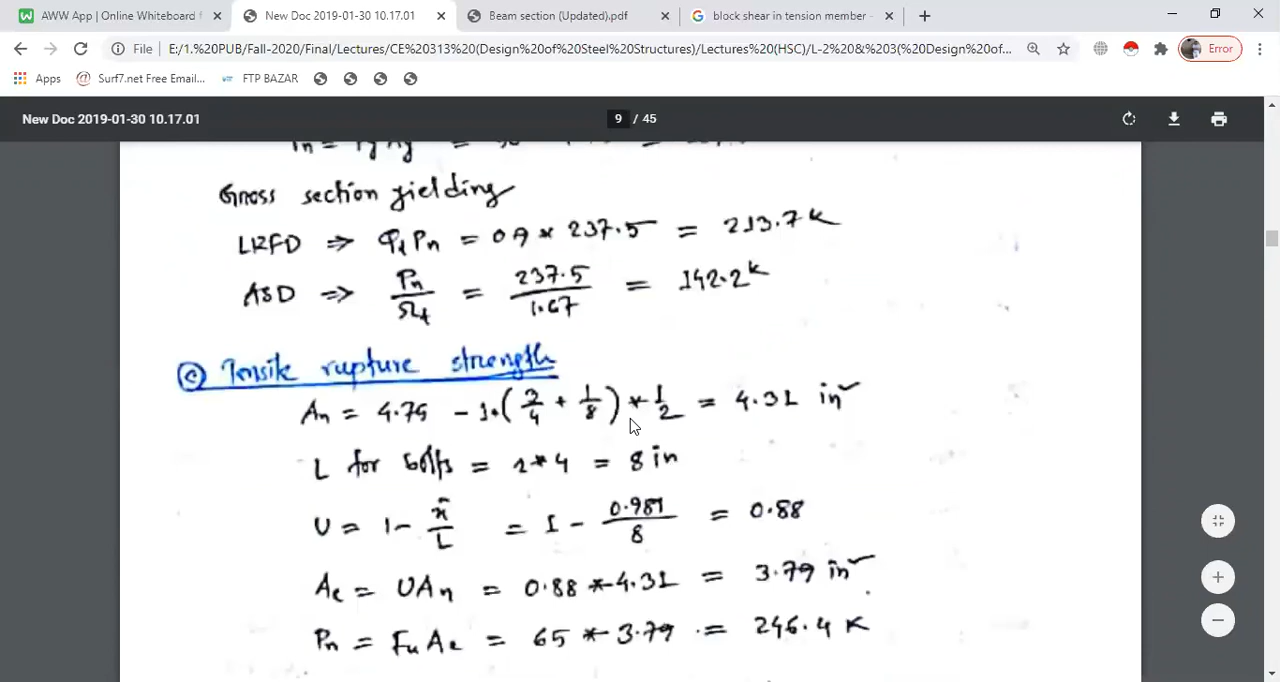 AWW App | Online Whiteboard f
New Doc 2019-01-30 10.17.01
Beam section (Updated).pdf
block shear in tension member -
File
E:/1.%20PUB/Fall-2020/Final/Lectures/CE%20313%20(Design%20of%20Steel%20Structures)/Lectures%20(HSC)/L-2%20&%203(%20Design%20of...
Error
Apps
Surf7.net Free Email...
FTP BAZAR
New Doc 2019-01-30 10.17.01
9 / 45
Gross section yielding
LRFD ⇒ φt Pn = 0.9 * 237.5 = 213.7 K
ASD ⇒ Pn/Ωt = 237.5/1.67 = 142.2 K
(c) Tensile rupture strength
An = 4.75 - 1*(3/4 + 1/8) * 1/2 = 4.31 in²
L for bolts = 2*4 = 8 in
U = 1 - x̄/L = 1 - 0.987/8 = 0.88
Ae = UAn = 0.88 * 4.31 = 3.79 in²
Pn = Fu Ae = 65 * 3.79 = 246.4 K